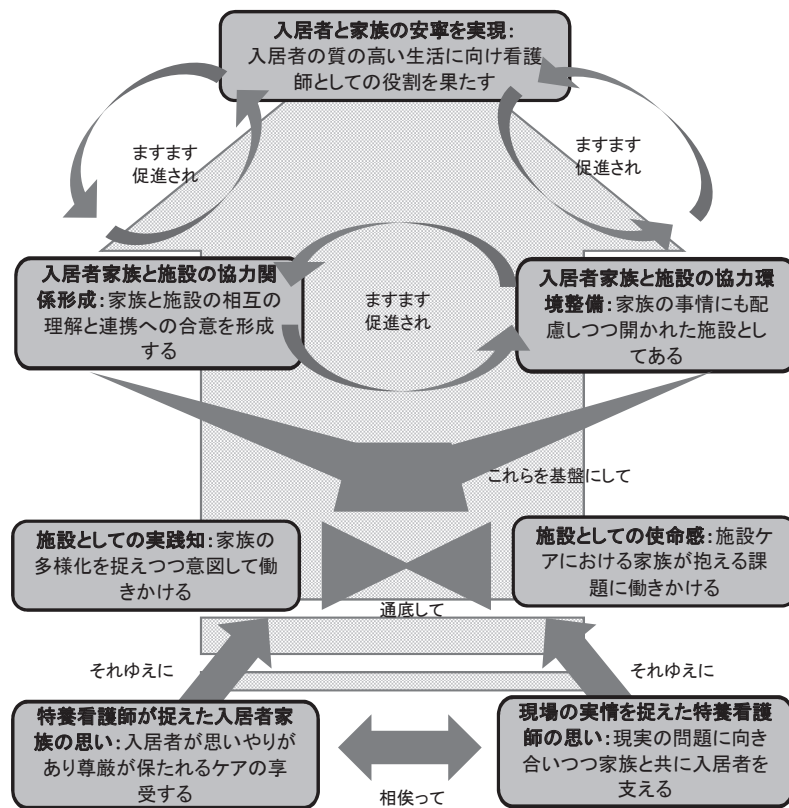 入居者と家族の安寧を実現:
入居者の質の高い生活に向け看護
師としての役割を果たす
ますます
促進され
ますます
促進され
入居者家族と施設の協力関
係形成:家族と施設の相互の
理解と連携への合意を形成
する
ますます
促進され
入居者家族と施設の協力環
境整備:家族の事情にも配
慮しつつ開かれた施設とし
てある
これらを基盤にして
施設としての実践知:家族の
多様化を捉えつつ意図して働
きかける
施設としての使命感:施設ケ
アにおける家族が抱える課
題に働きかける
通底して
それゆえに
それゆえに
特養看護師が捉えた入居者家
族の思い:入居者が思いやりが
あり尊厳が保たれるケアの享
受する
現場の実情を捉えた特養看護
師の思い:現実の問題に向き
合いつつ家族と共に入居者を
支える
相俟って